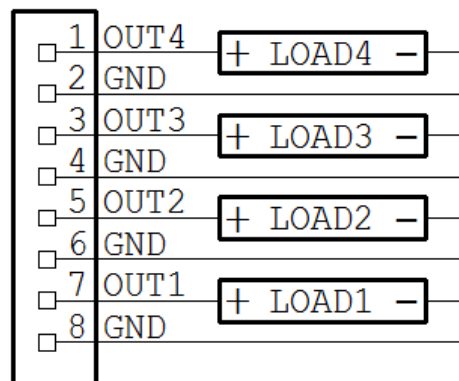 1 OUT4 + LOAD4 −
2 GND
3 OUT3 + LOAD3 −
4 GND
5 OUT2 + LOAD2 −
6 GND
7 OUT1 + LOAD1 −
8 GND